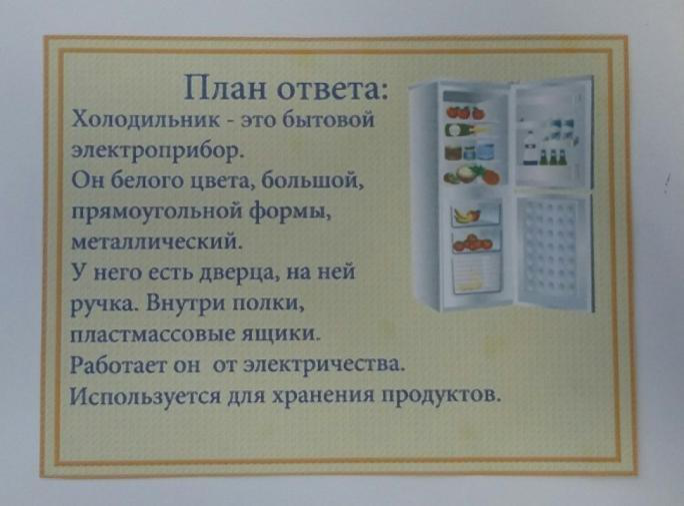 План ответа:
Холодильник - это бытовой
электроприбор.
Он белого цвета, большой,
прямоугольной формы,
металлический.
У него есть дверца, на ней
ручка. Внутри полки,
пластмассовые ящики.
Работает он от электричества.
Используется для хранения продуктов.